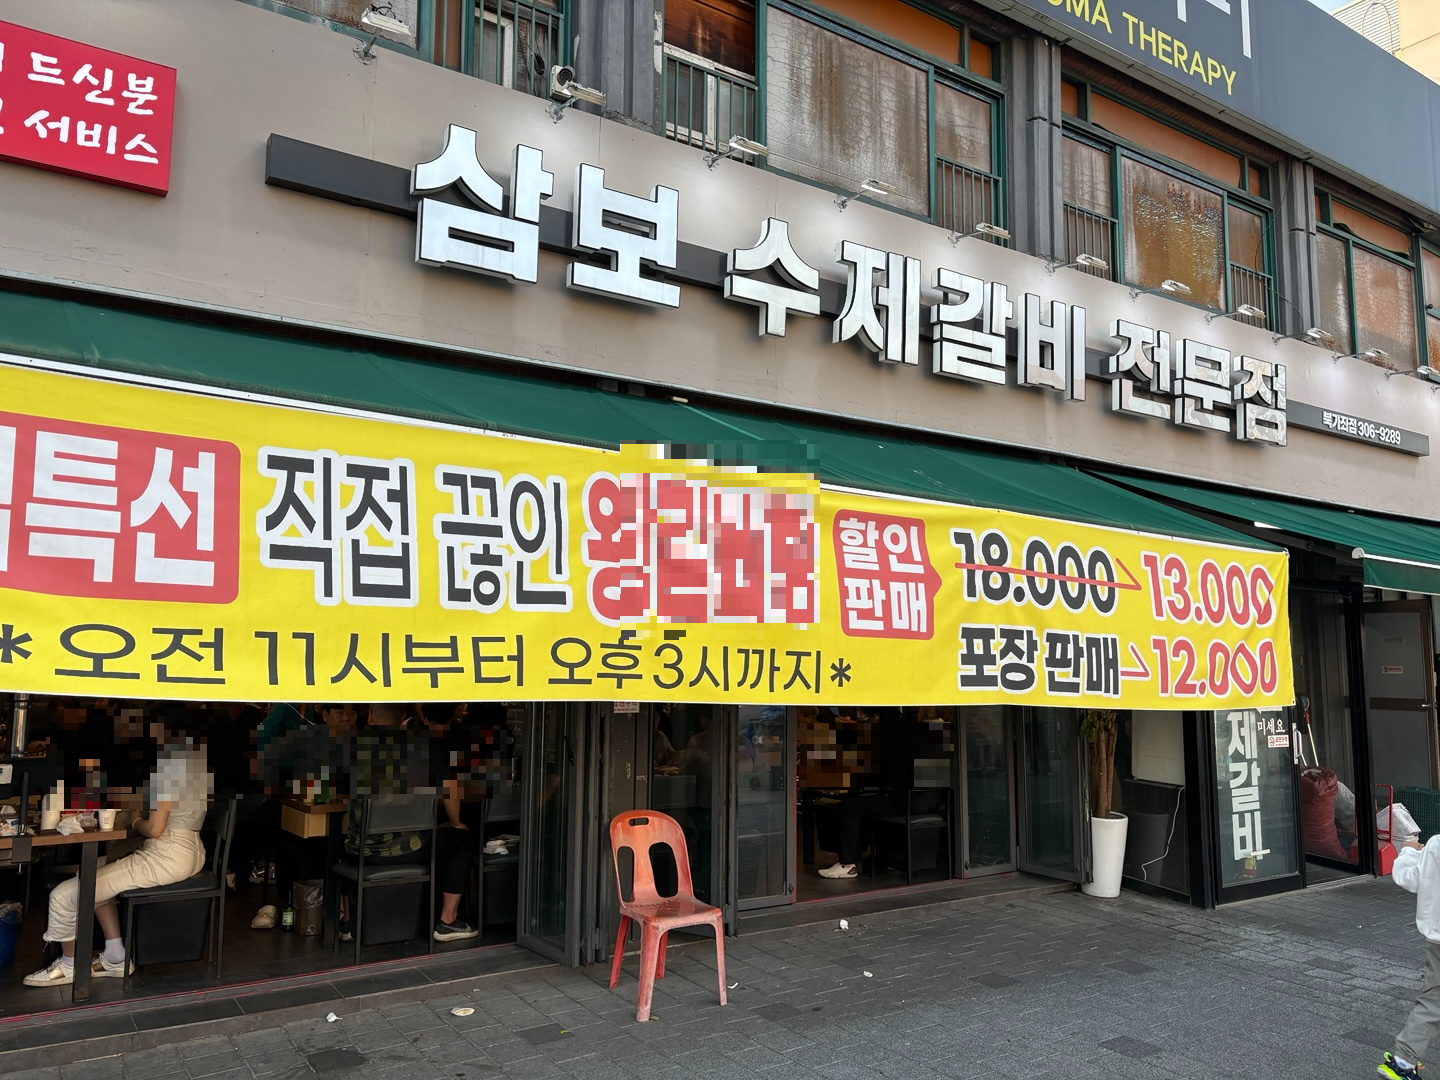 드신분
서비스
THERAPY
삼보 수제갈비 전문점
북가좌점 306-9289
특선 직접 끓인
할인
판매
18.000 → 13.000
포장판매 → 12.000
*오전 11시부터 오후3시까지*
제갈비
미세요